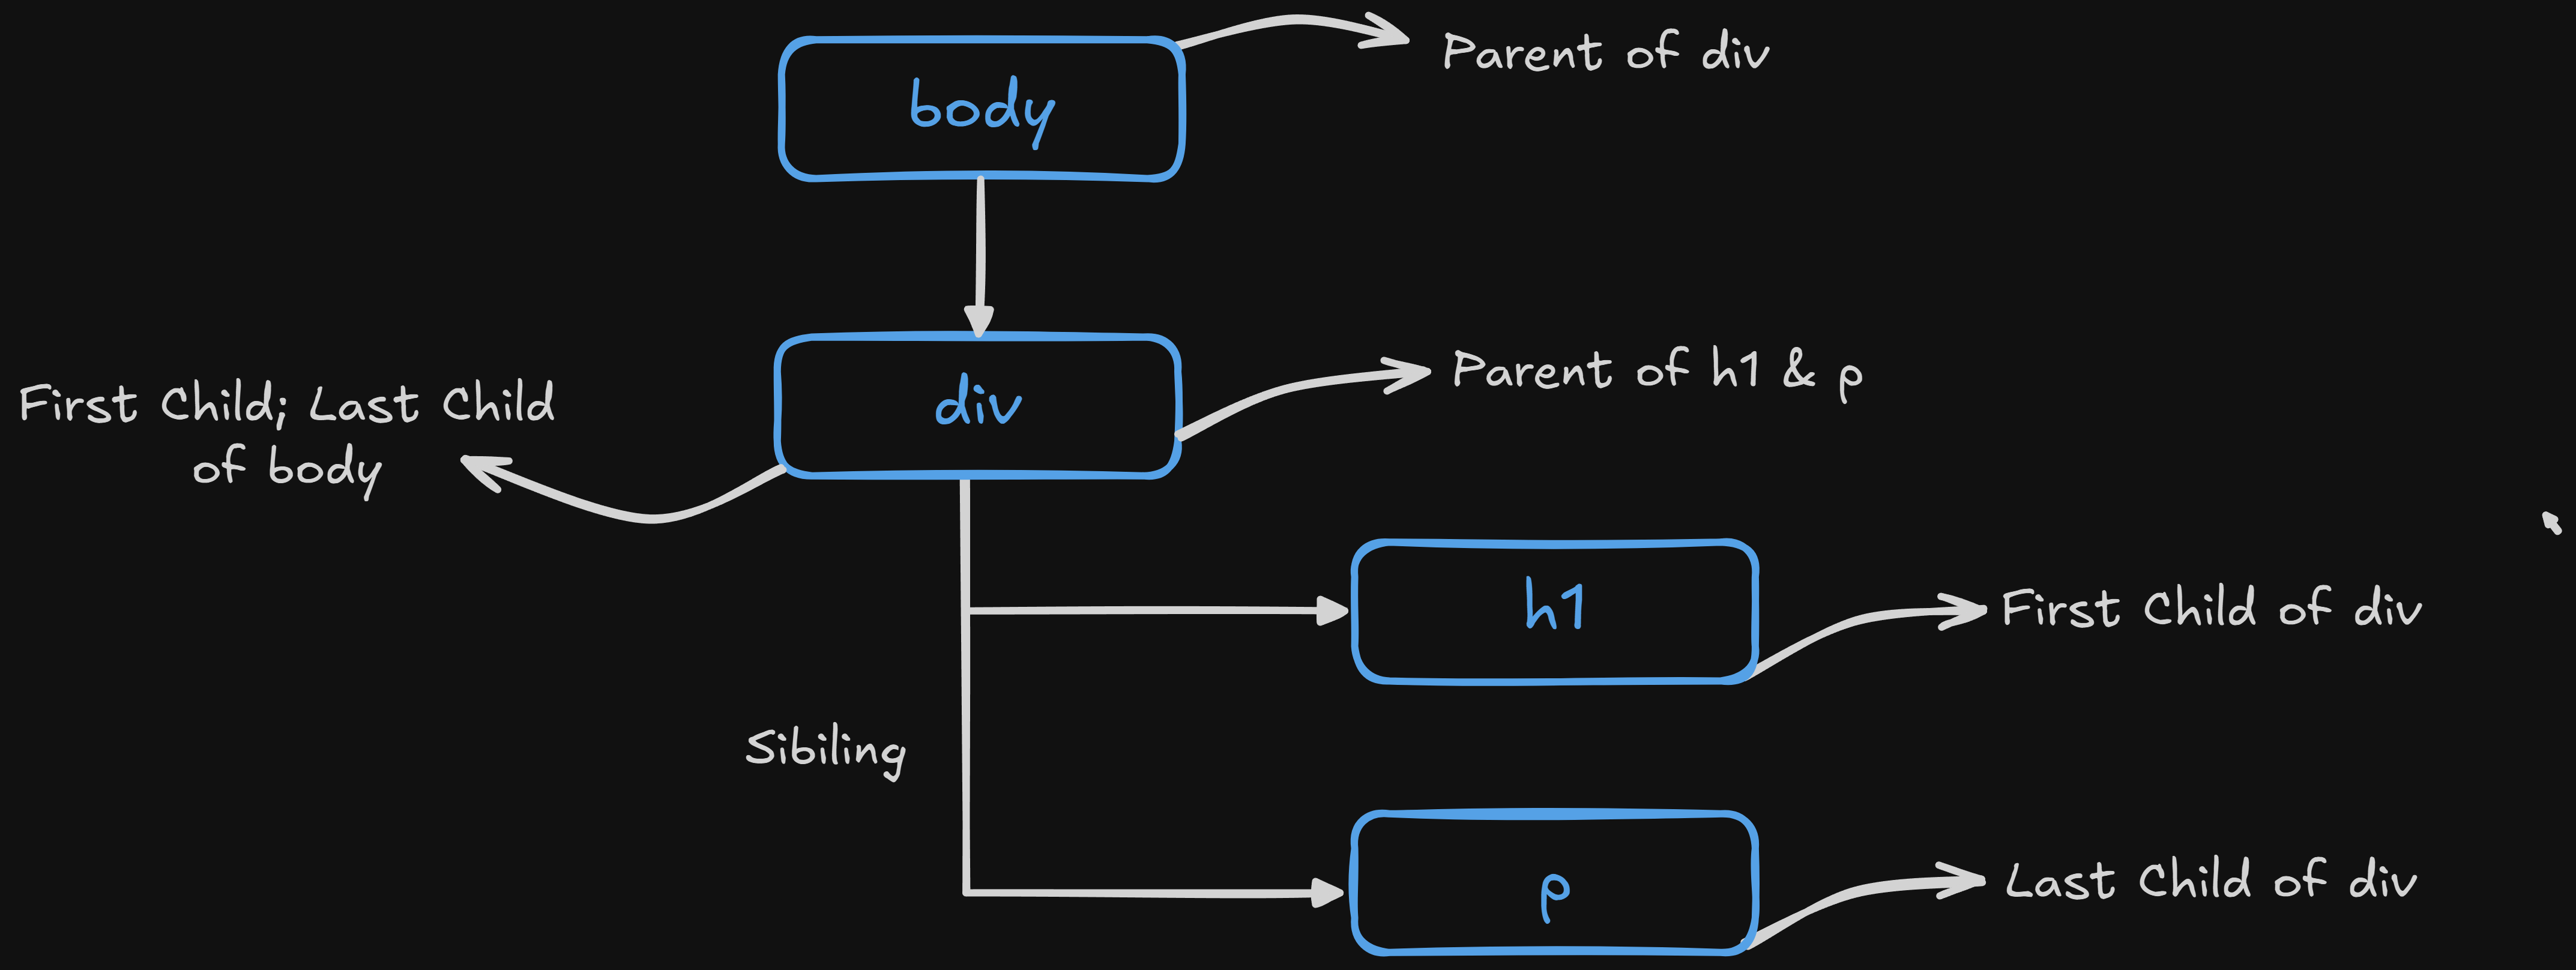 Parent of div
body
Parent of h1 & p
div
First Child; Last Child
of body
h1
First Child of div
Sibiling
p
Last Child of div